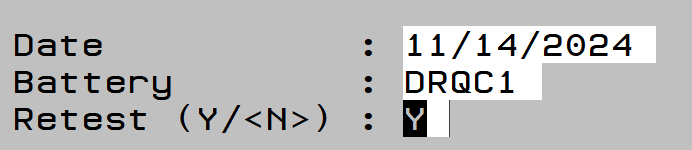 Date : 11/14/2024
Battery : DRQC1
Retest (Y/<N>) : Y